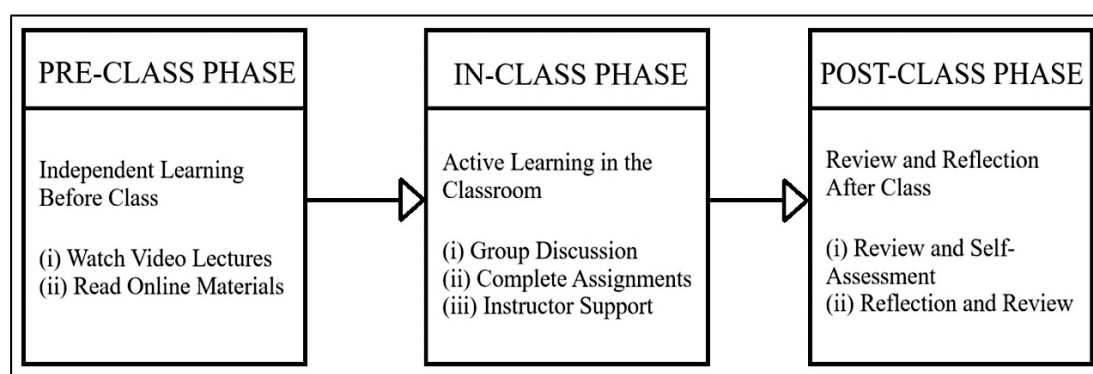 PRE-CLASS PHASE
Independent Learning
Before Class
(i) Watch Video Lectures
(ii) Read Online Materials
IN-CLASS PHASE
Active Learning in the
Classroom
(i) Group Discussion
(ii) Complete Assignments
(iii) Instructor Support
POST-CLASS PHASE
Review and Reflection
After Class
(i) Review and Self-
Assessment
(ii) Reflection and Review